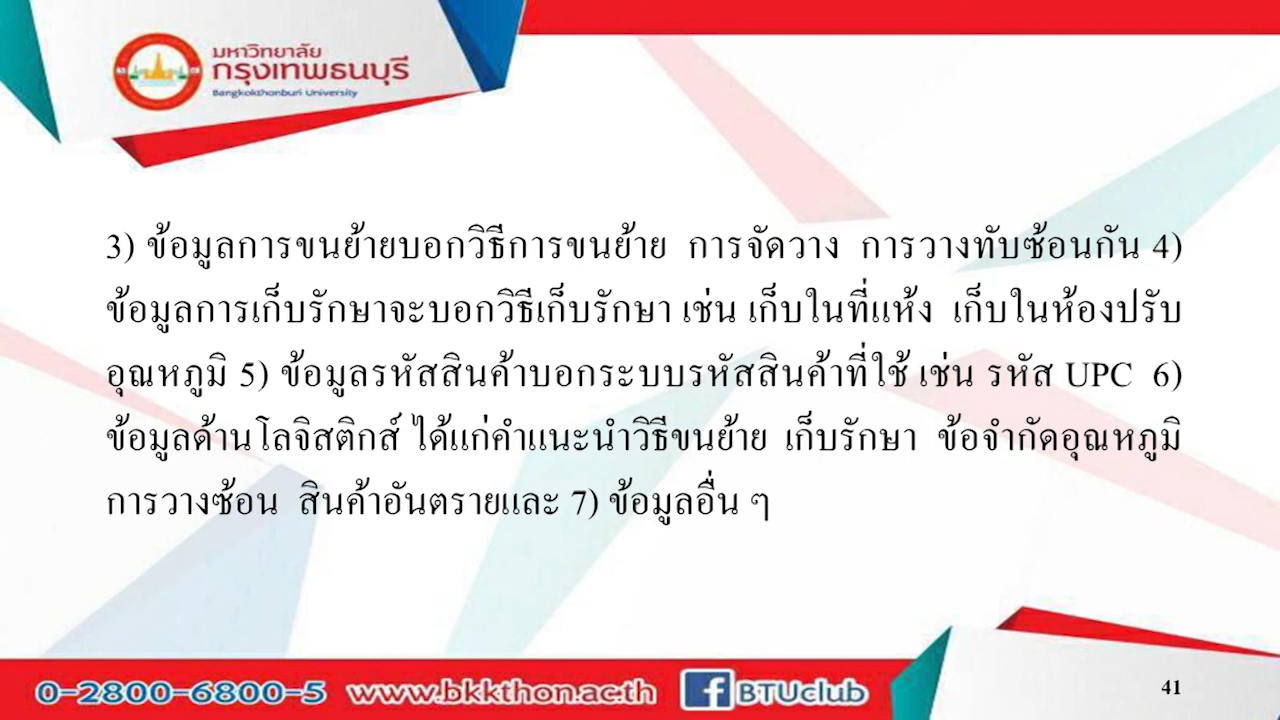 มหาวิทยาลัย
กรุงเทพธนบุรี
Bangkokthonburi University
3) ข้อมูลการขนย้ายบอกวิธีการขนย้าย การจัดวาง การวางทับซ้อนกัน 4)
ข้อมูลการเก็บรักษาจะบอกวิธีเก็บรักษา เช่น เก็บในที่แห้ง เก็บในห้องปรับ
อุณหภูมิ 5) ข้อมูลรหัสสินค้าบอกระบบรหัสสินค้าที่ใช้ เช่น รหัส UPC 6)
ข้อมูลด้านโลจิสติกส์ ได้แก่คำแนะนำวิธีขนย้าย เก็บรักษา ข้อจำกัดอุณหภูมิ
การวางซ้อน สินค้าอันตรายและ 7) ข้อมูลอื่น ๆ
0-2800-6800-5 www.bkkthon.ac.th f BTUclub
41